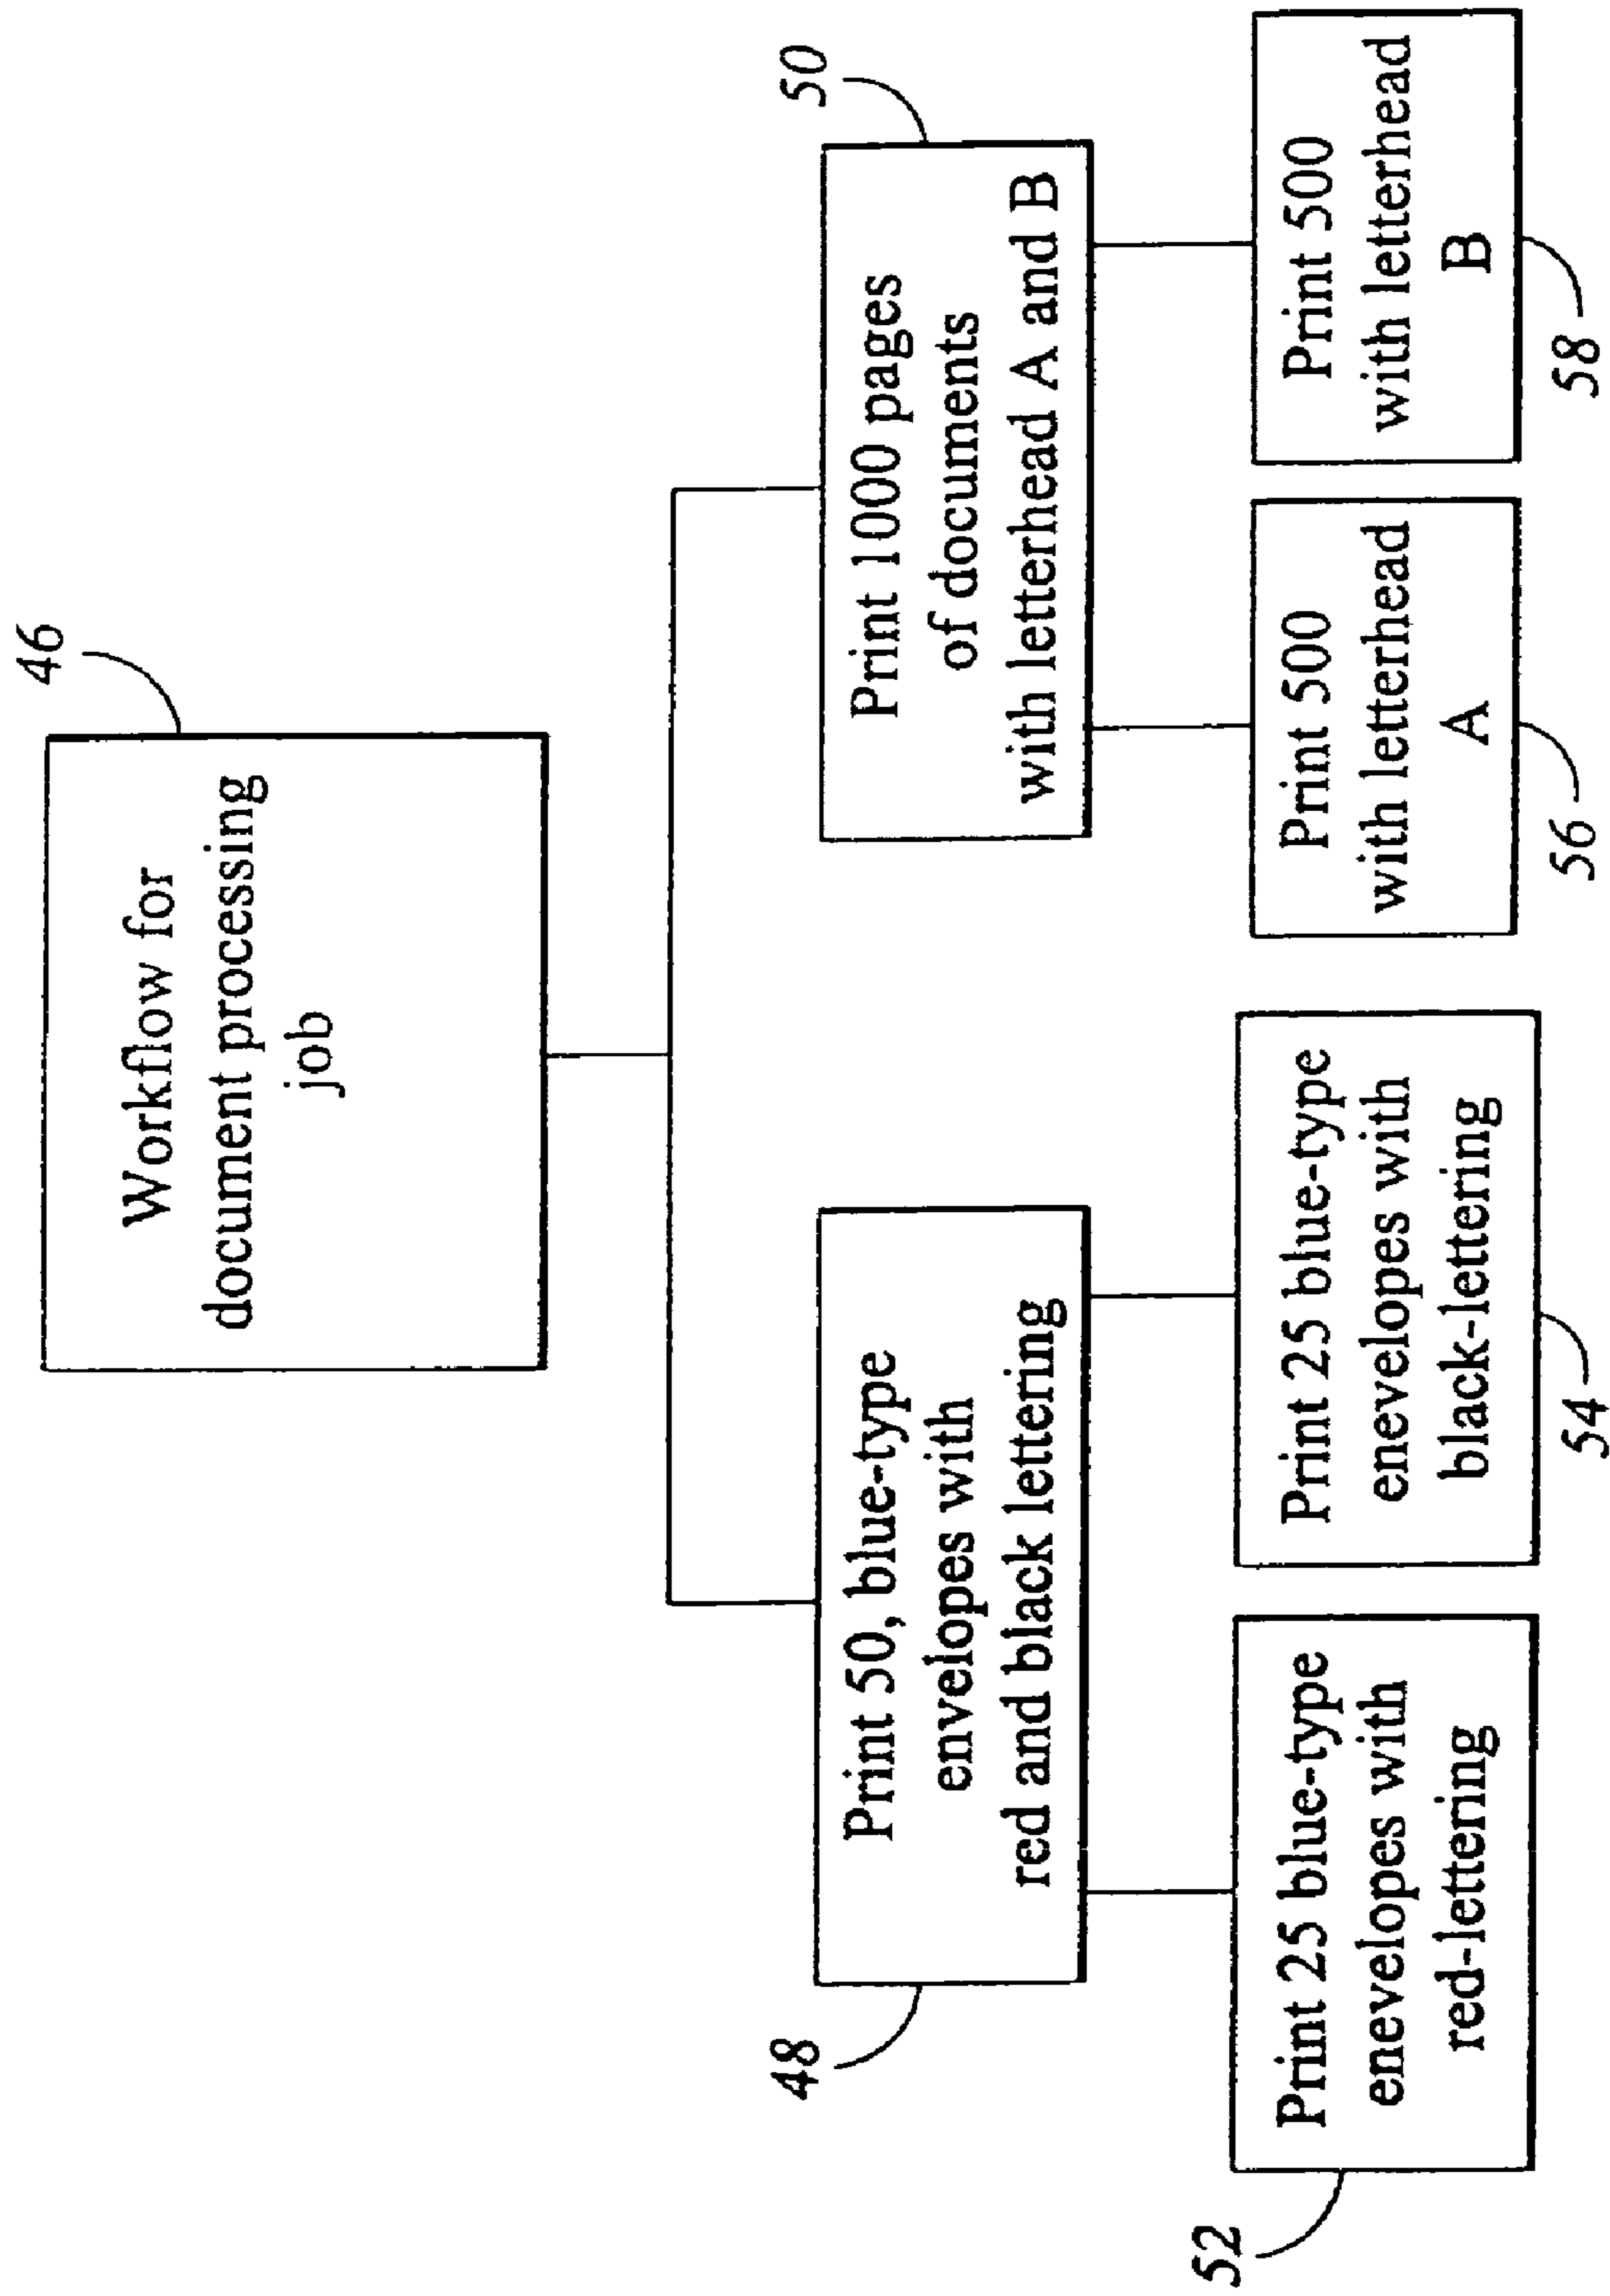 46
Workflow for
document processing
job
48
Print 50, blue-type
envelopes with
red and black lettering
50
Print 1000 pages
of documents
with letterhead A and B
52
Print 25 blue-type
enevelopes with
red-lettering
Print 25 blue-type
enevelopes with
black-lettering
54
Print 500
with letterhead
A
56
Print 500
with letterhead
B
58